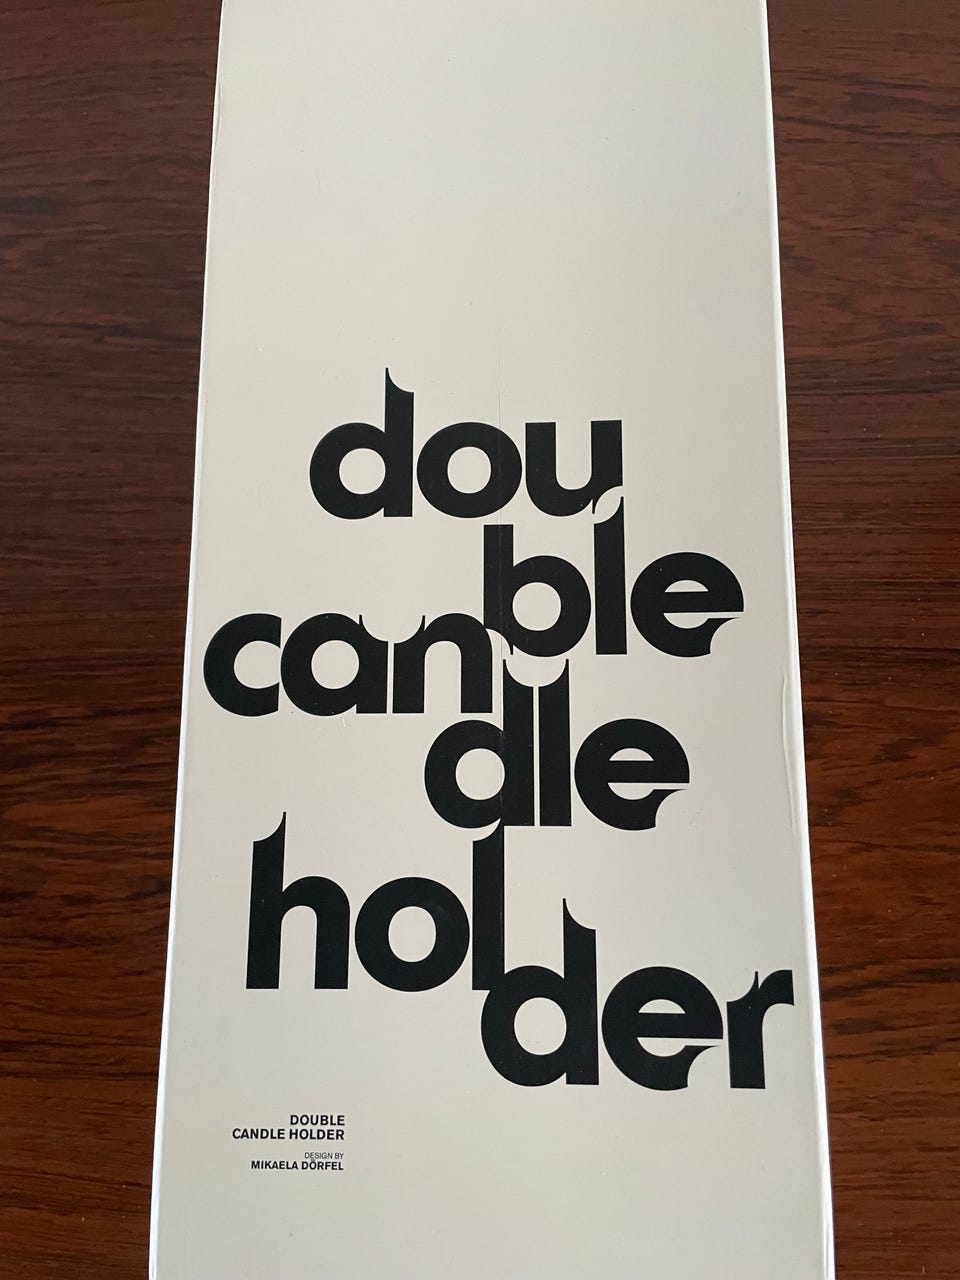 dou
ble
can
dle
hol
der
DOUBLE
CANDLE HOLDER
DESIGN BY
MIKAELA DÖRFEL